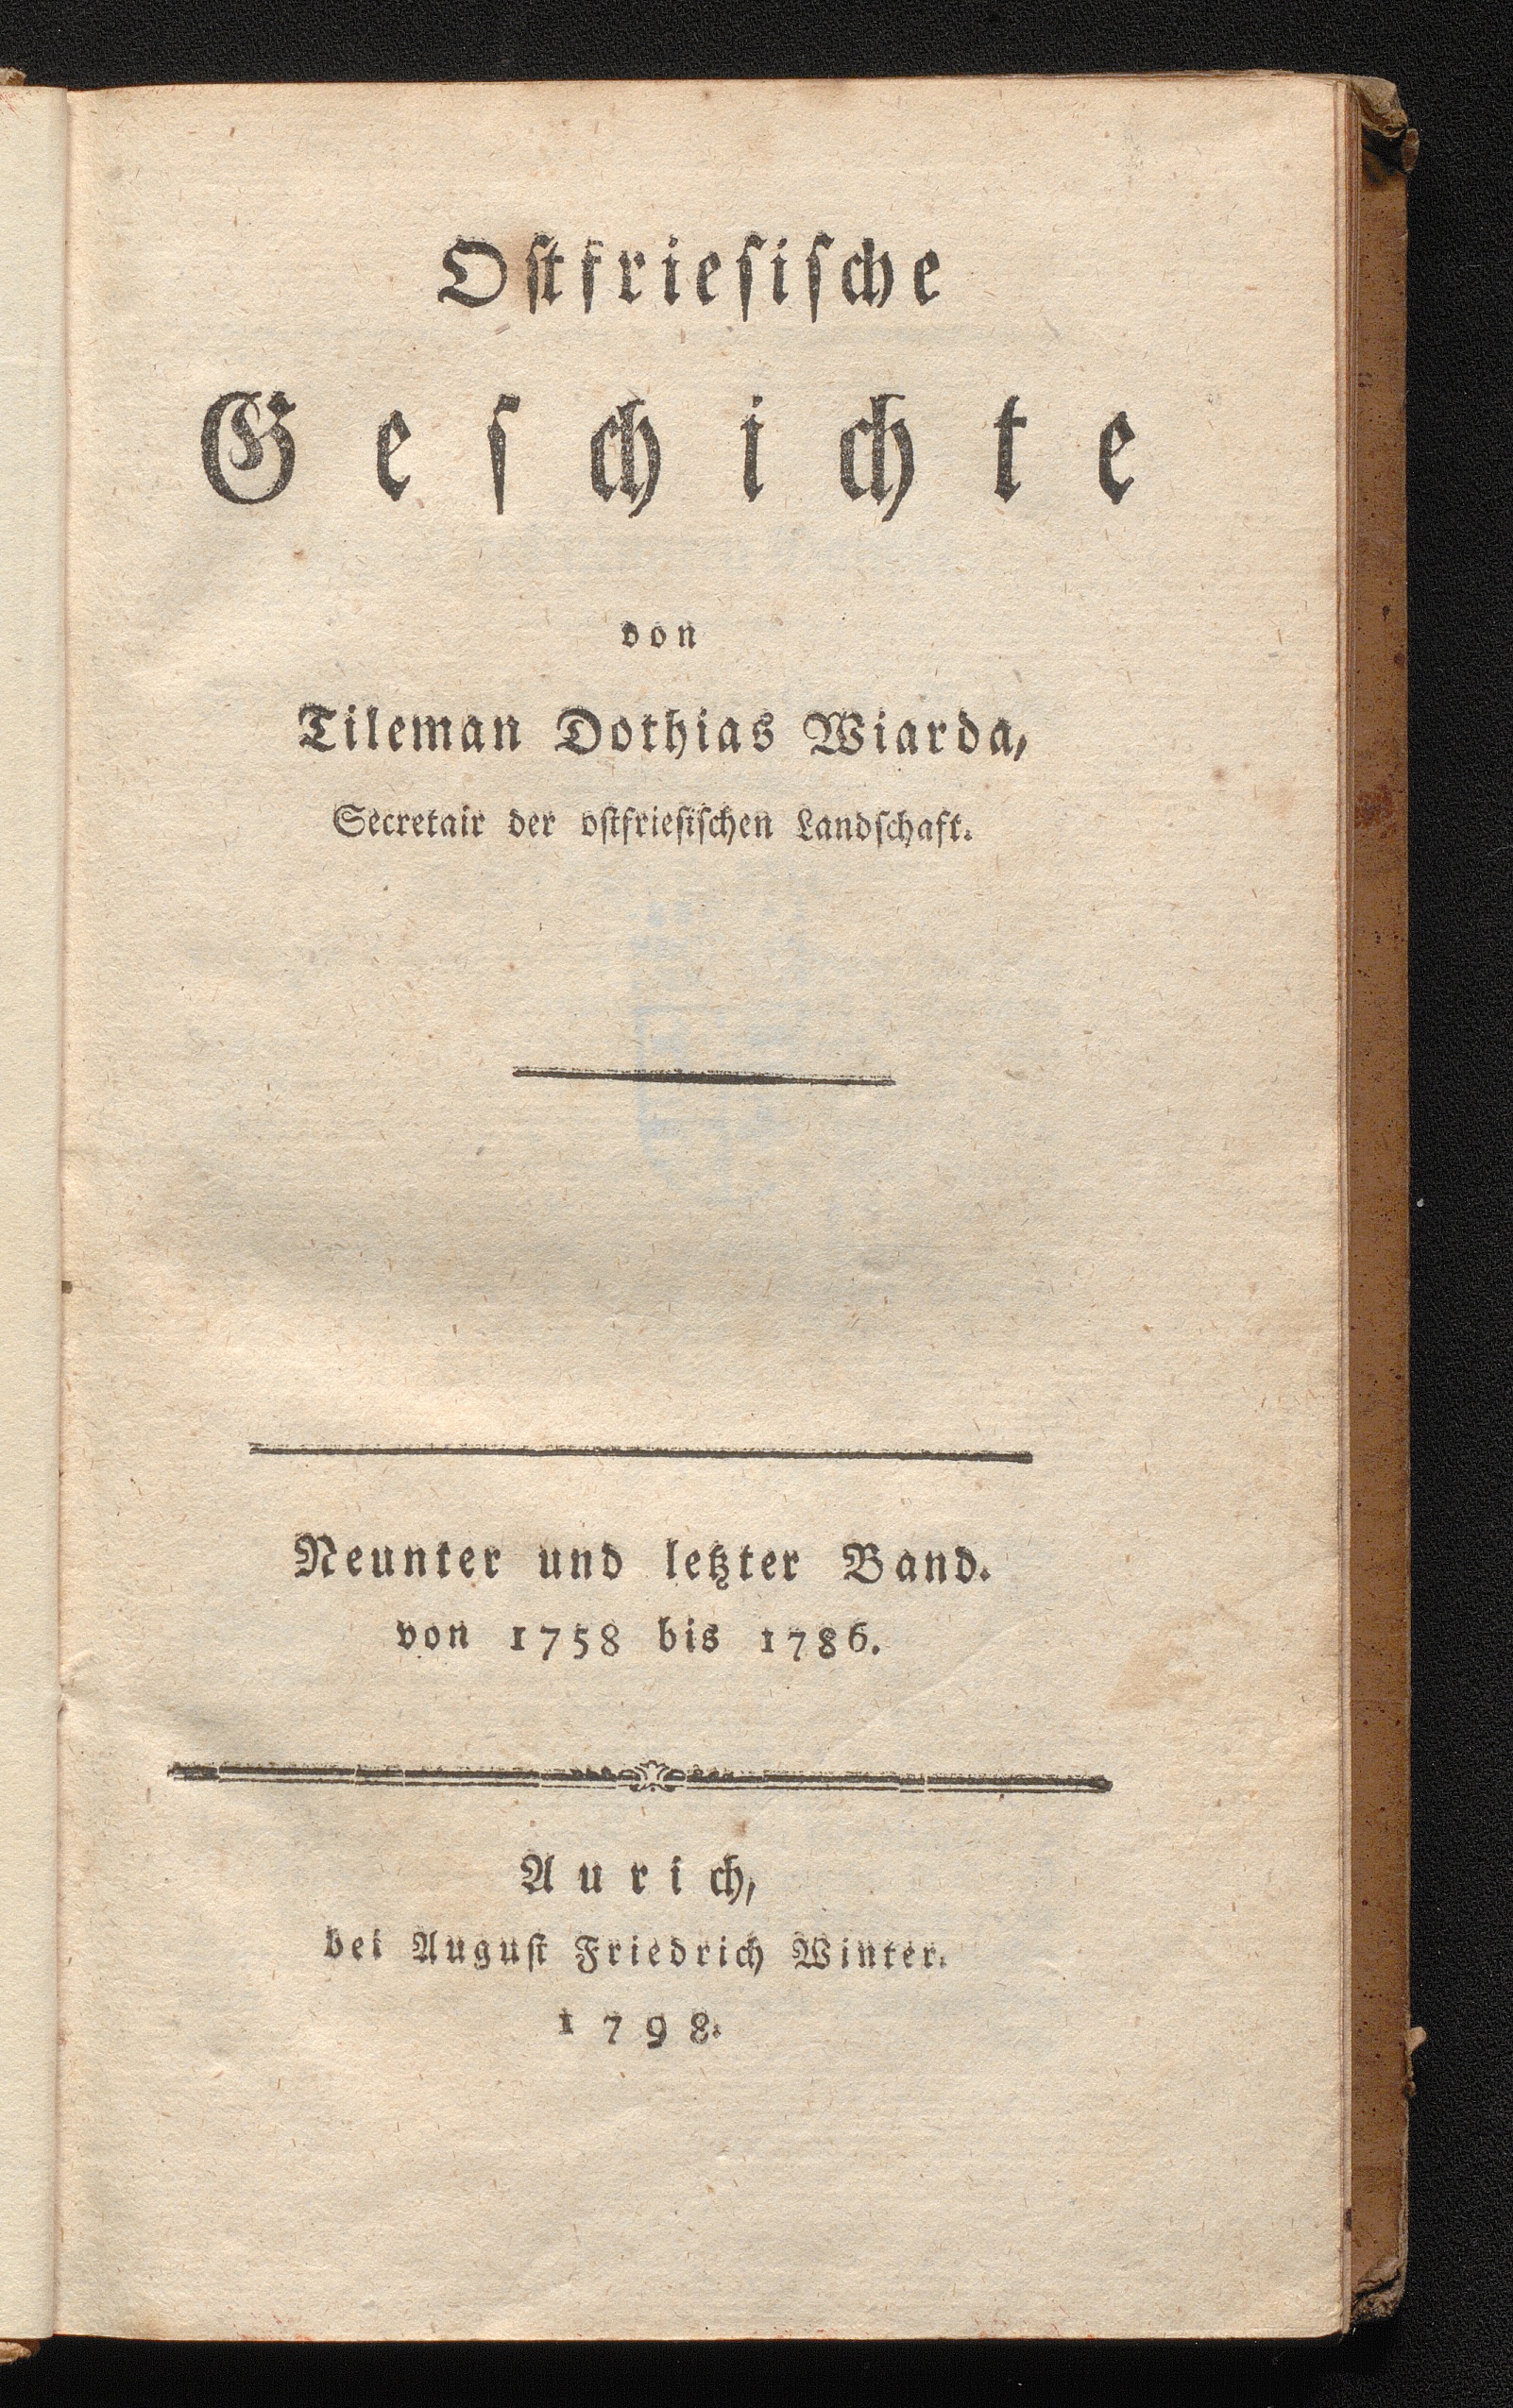 Oſtfrieſiſche
Geſchichte
von
Tileman Dothias Wiarda,
Secretair der oſtfrieſiſchen Landſchaft.
Neunter und letzter Band.
von 1758 bis 1786.
Aurich,
bei Auguſt Friedrich Winter.
1798.